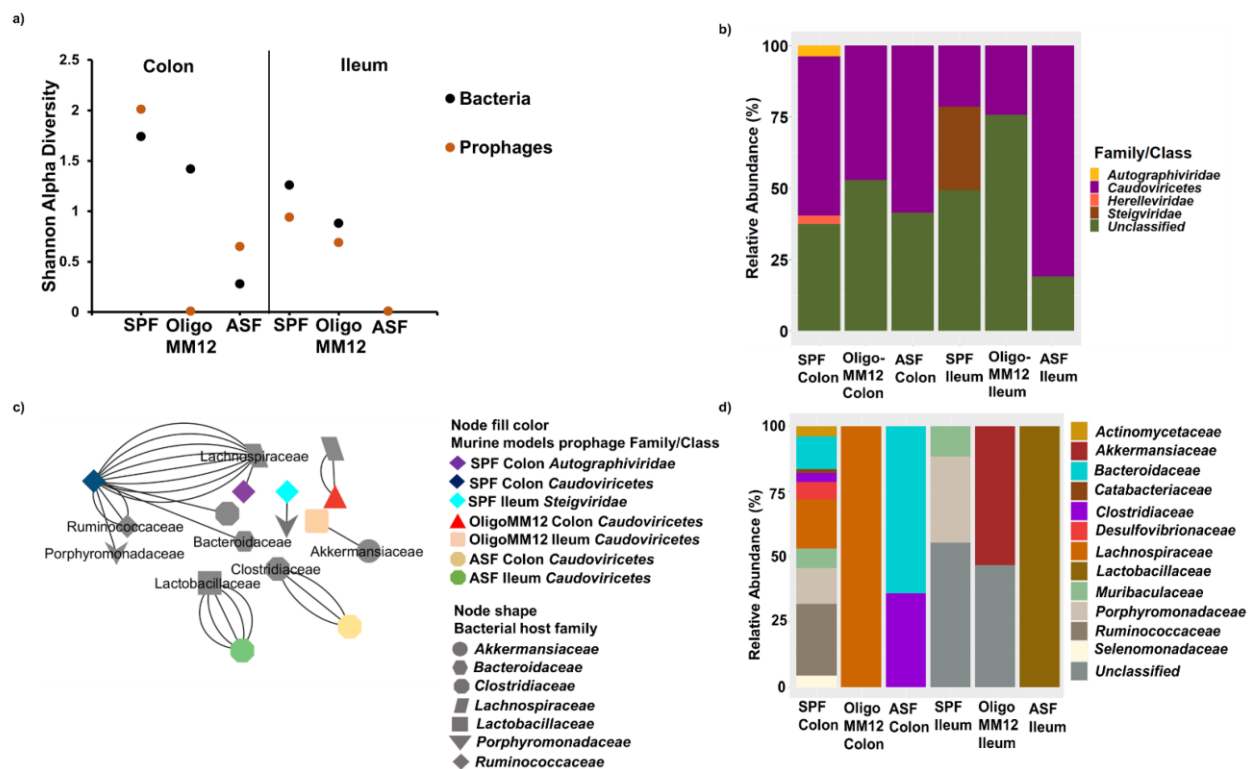 a)
Shannon Alpha Diversity
2.5
2
1.5
1
0.5
0
Colon
Ileum
SPF
Oligo
MM12
ASF
SPF
Oligo
MM12
ASF
Bacteria
Prophages
b)
Relative Abundance (%)
100
75
50
25
0
SPF
Colon
Oligo-
MM12
Colon
ASF
Colon
SPF
Ileum
Oligo-
MM12
Ileum
ASF
Ileum
Family/Class
Autographiviridae
Caudoviricetes
Herelleviridae
Steigviridae
Unclassified
c)
Lachnospiraceae
Ruminococcaceae
Porphyromonadaceae
Bacteroidaceae
Akkermansiaceae
Clostridiaceae
Lactobacillaceae
Node fill color
Murine models prophage Family/Class
SPF Colon Autographiviridae
SPF Colon Caudoviricetes
SPF Ileum Steigviridae
OligoMM12 Colon Caudoviricetes
OligoMM12 Ileum Caudoviricetes
ASF Colon Caudoviricetes
ASF Ileum Caudoviricetes
Node shape
Bacterial host family
Akkermansiaceae
Bacteroidaceae
Clostridiaceae
Lachnospiraceae
Lactobacillaceae
Porphyromonadaceae
Ruminococcaceae
d)
Relative Abundance (%)
100
75
50
25
0
SPF
Colon
Oligo
MM12
Colon
ASF
Colon
SPF
Ileum
Oligo
MM12
Ileum
ASF
Ileum
Actinomycetaceae
Akkermansiaceae
Bacteroidaceae
Catabacteriaceae
Clostridiaceae
Desulfovibrionaceae
Lachnospiraceae
Lactobacillaceae
Muribaculaceae
Porphyromonadaceae
Ruminococcaceae
Selenomonadaceae
Unclassified